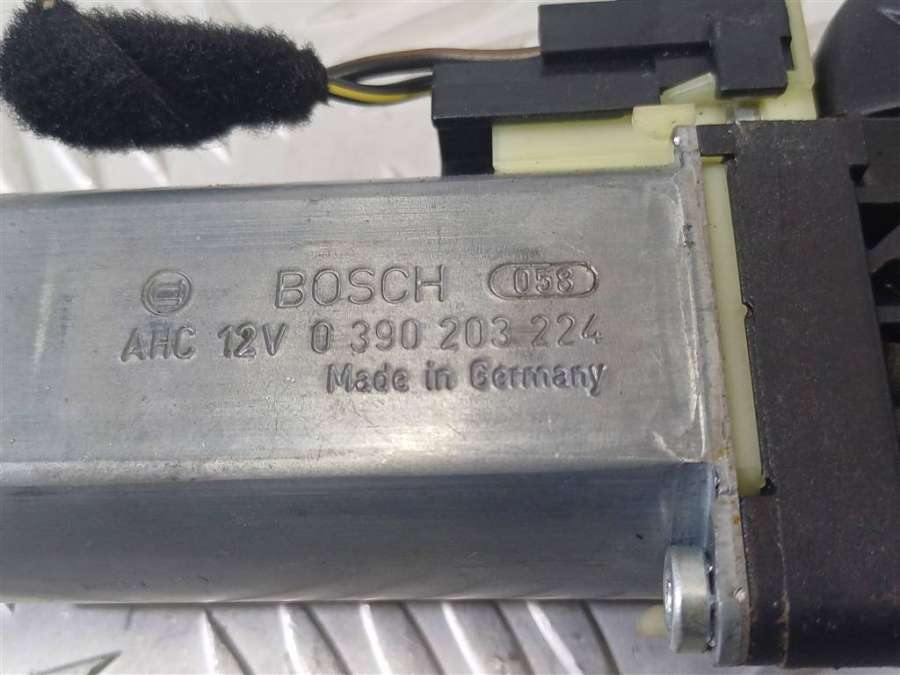 BOSCH 058
AHC 12V 0 390 203 224
Made in Germany